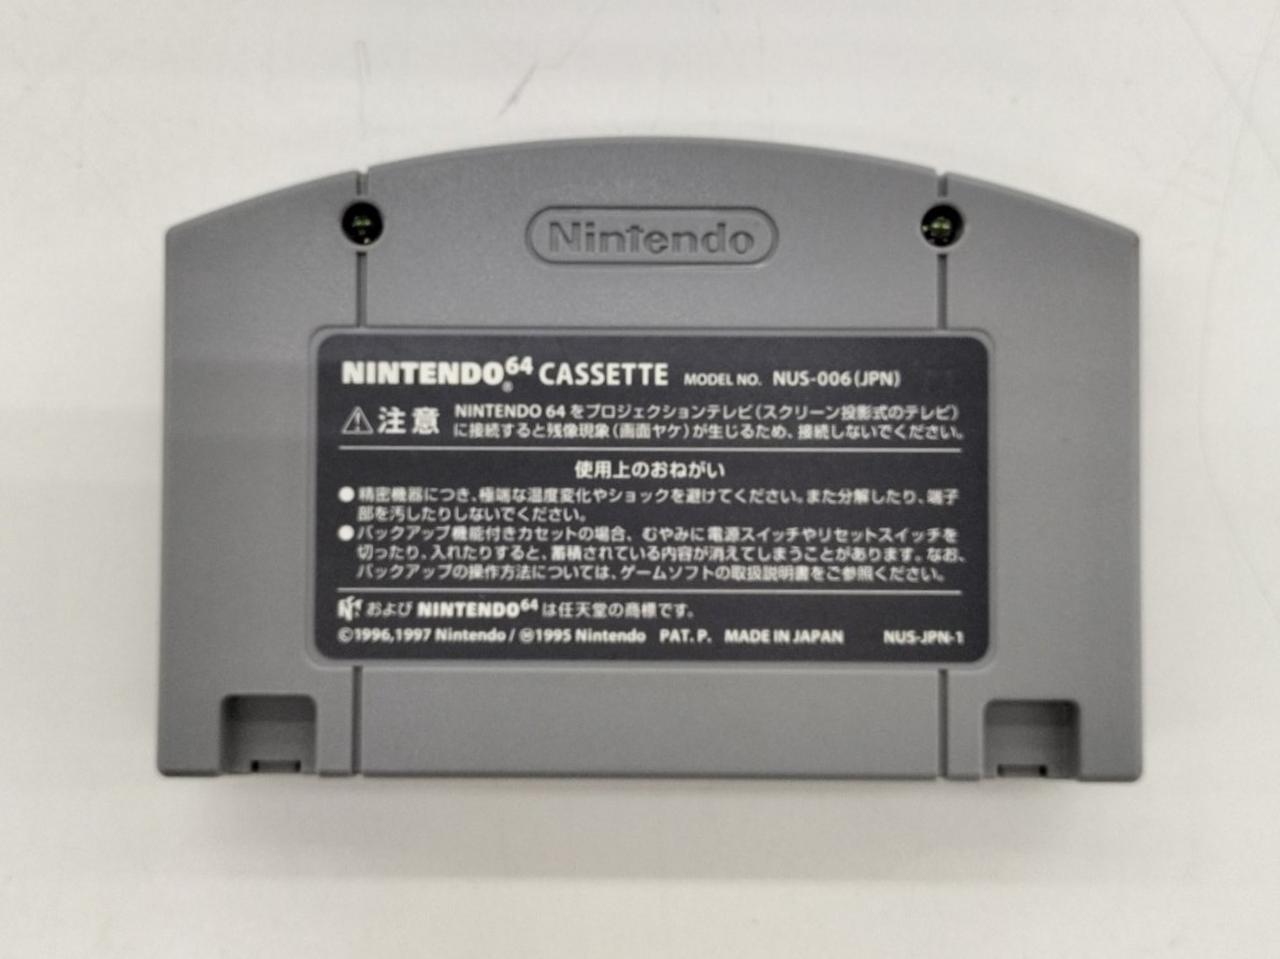 Nintendo
NINTENDO64® CASSETTE MODEL NO. NUS-006(JPN)
⚠注意 NINTENDO 64 をプロジェクションテレビ(スクリーン投影式のテレビ)
に接続すると残像現象(画面ヤケ)が生じるため、接続しないでください。
使用上のおねがい
●精密機器につき、極端な温度変化やショックを避けてください。また分解したり、端子
部を汚したりしないでください。
●バックアップ機能付きカセットの場合、むやみに電源スイッチやリセットスイッチを
切ったり、入れたりすると、蓄積されている内容が消えてしまうことがあります。なお、
バックアップの操作方法については、ゲームソフトの取扱説明書をご参照ください。
および NINTENDO64 は任天堂の商標です。
©1996,1997 Nintendo / Ⓜ1995 Nintendo PAT. P. MADE IN JAPAN NUS-JPN-1